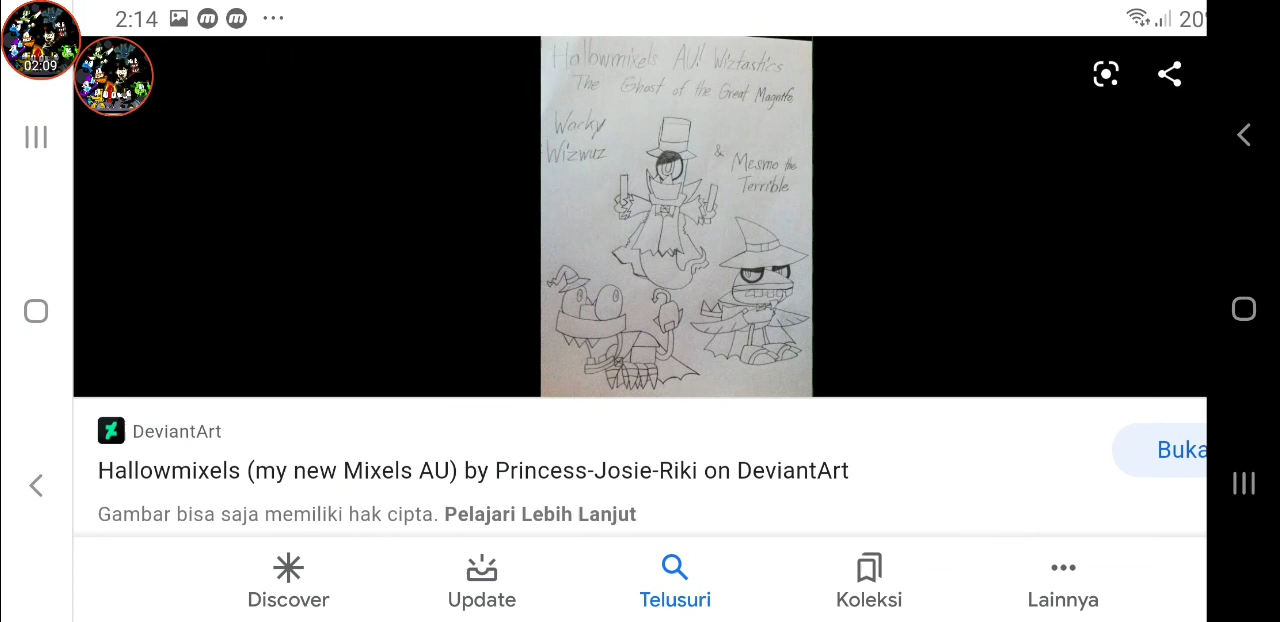 2:14
20
02:09
Hallowmixels AU! Wiztastics
The Ghost of the Great Magnifo,
Wacky
Wizwuz
& Mesmo the
Terrible
DeviantArt
Buka
Hallowmixels (my new Mixels AU) by Princess-Josie-Riki on DeviantArt
Gambar bisa saja memiliki hak cipta. Pelajari Lebih Lanjut
Discover
Update
Telusuri
Koleksi
Lainnya